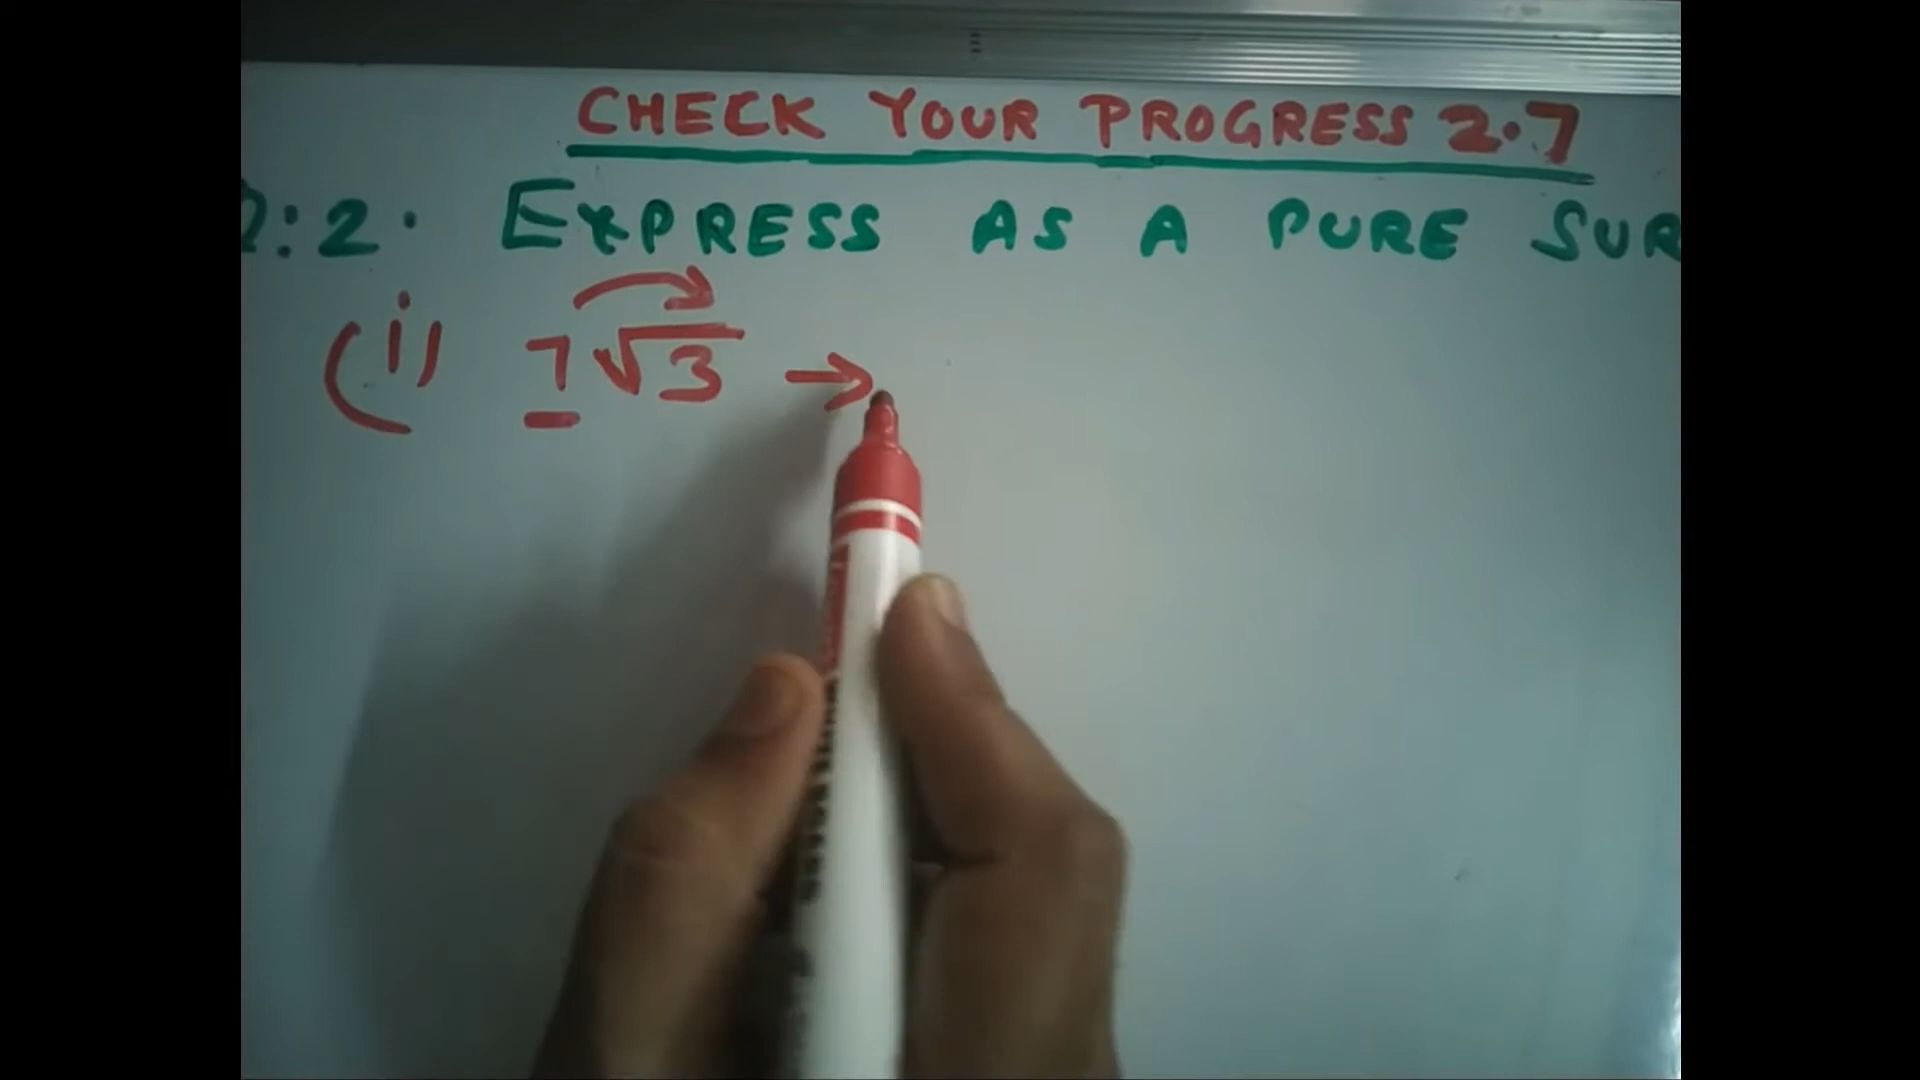 CHECK YOUR PROGRESS 2.7
:2. EXPRESS AS A PURE SUR
(i) 7√3 →